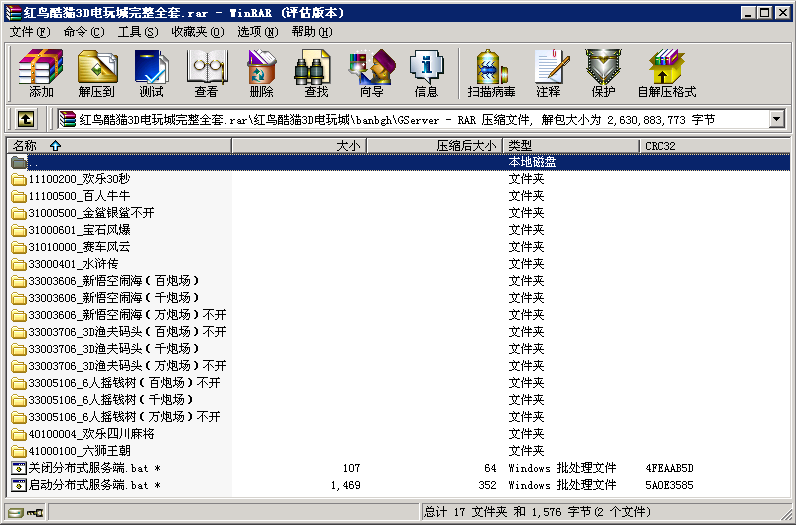 红鸟酷猫3D电玩城完整全套.rar - WinRAR (评估版本)
文件(F) 命令(C) 工具(S) 收藏夹(O) 选项(N) 帮助(H)
添加 解压到 测试 查看 删除 查找 向导 信息 扫描病毒 注释 保护 自解压格式
红鸟酷猫3D电玩城完整全套.rar\红鸟酷猫3D电玩城\banbgh\GServer - RAR 压缩文件, 解包大小为 2,630,883,773 字节
名称 大小 压缩后大小 类型 CRC32
.. 本地磁盘
11100200_欢乐30秒 文件夹
11100500_百人牛牛 文件夹
31000500_金鲨银鲨不开 文件夹
31000601_宝石风爆 文件夹
31010000_赛车风云 文件夹
33000401_水浒传 文件夹
33003606_新悟空闹海(百炮场) 文件夹
33003606_新悟空闹海(千炮场) 文件夹
33003606_新悟空闹海(万炮场)不开 文件夹
33003706_3D渔夫码头(百炮场)不开 文件夹
33003706_3D渔夫码头(千炮场) 文件夹
33003706_3D渔夫码头(万炮场)不开 文件夹
33005106_6人摇钱树(百炮场)不开 文件夹
33005106_6人摇钱树(千炮场) 文件夹
33005106_6人摇钱树(万炮场)不开 文件夹
40100004_欢乐四川麻将 文件夹
41000100_六狮王朝 文件夹
关闭分布式服务端.bat * 107 64 Windows 批处理文件 4FEAAB5D
启动分布式服务端.bat * 1,469 352 Windows 批处理文件 5A0E3585
总计 17 文件夹 和 1,576 字节(2 个文件)